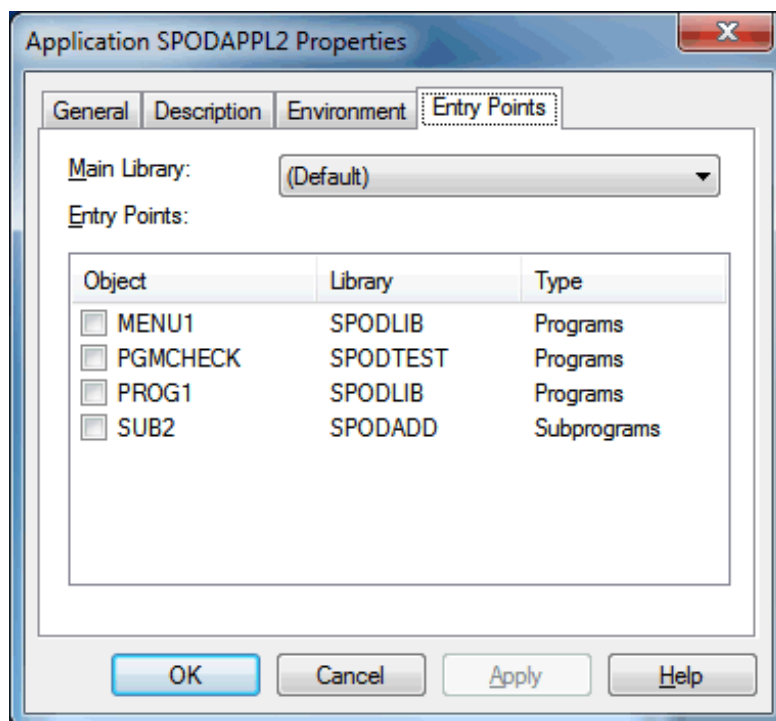 Application SPODAPPL2 Properties
General Description Environment Entry Points
Main Library: (Default)
Entry Points:
Object Library Type
MENU1 SPODLIB Programs
PGMCHECK SPODTEST Programs
PROG1 SPODLIB Programs
SUB2 SPODADD Subprograms
OK Cancel Apply Help